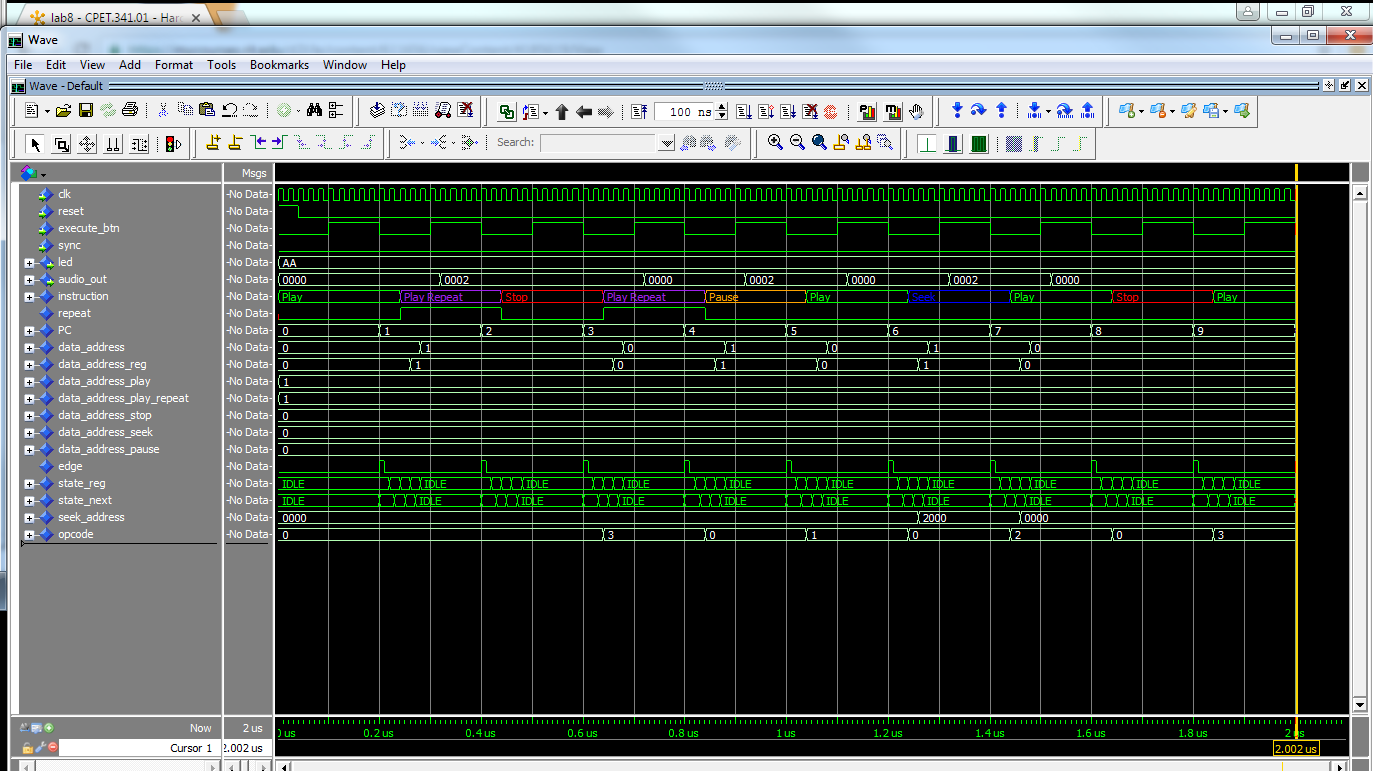 lab8 - CPET.341.01 - Har
Wave
File Edit View Add Format Tools Bookmarks Window Help
Wave - Default
100 ns
Search:
Msgs
clk -No Data-
reset -No Data-
execute_btn -No Data-
sync -No Data-
led -No Data- AA
audio_out -No Data- 0000 0002 0000 0002 0000 0002 0000
instruction -No Data- Play Play Repeat Stop Play Repeat Pause Play Seek Play Stop Play
repeat -No Data-
PC -No Data- 0 1 2 3 4 5 6 7 8 9
data_address -No Data- 0 1 0 1 0 1 0
data_address_reg -No Data- 0 1 0 1 0 1 0
data_address_play -No Data- 1
data_address_play_repeat -No Data- 1
data_address_stop -No Data- 0
data_address_seek -No Data- 0
data_address_pause -No Data- 0
edge -No Data-
state_reg -No Data- IDLE IDLE IDLE IDLE IDLE IDLE IDLE IDLE IDLE IDLE
state_next -No Data- IDLE IDLE IDLE IDLE IDLE IDLE IDLE IDLE IDLE IDLE
seek_address -No Data- 0000 2000 0000
opcode -No Data- 0 3 0 1 0 2 0 3
Now 2 us us 0.2 us 0.4 us 0.6 us 0.8 us 1 us 1.2 us 1.4 us 1.6 us 1.8 us 2 us
Cursor 1 2.002 us 2.002 us